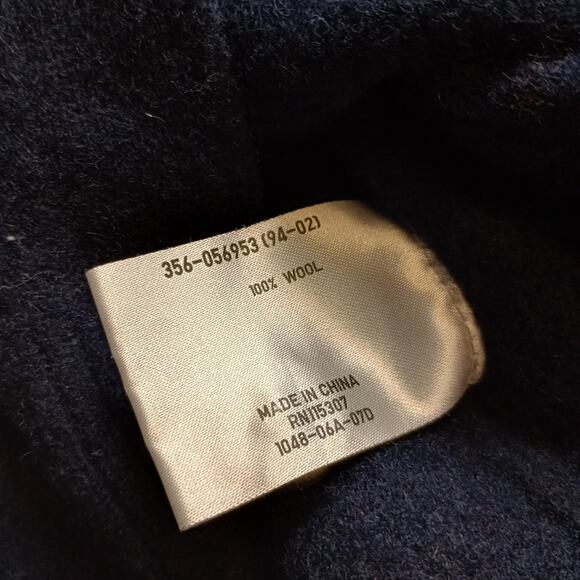 356-056953 (94-02)
100% WOOL
MADE IN CHINA
RN115307
1048-06A-07D